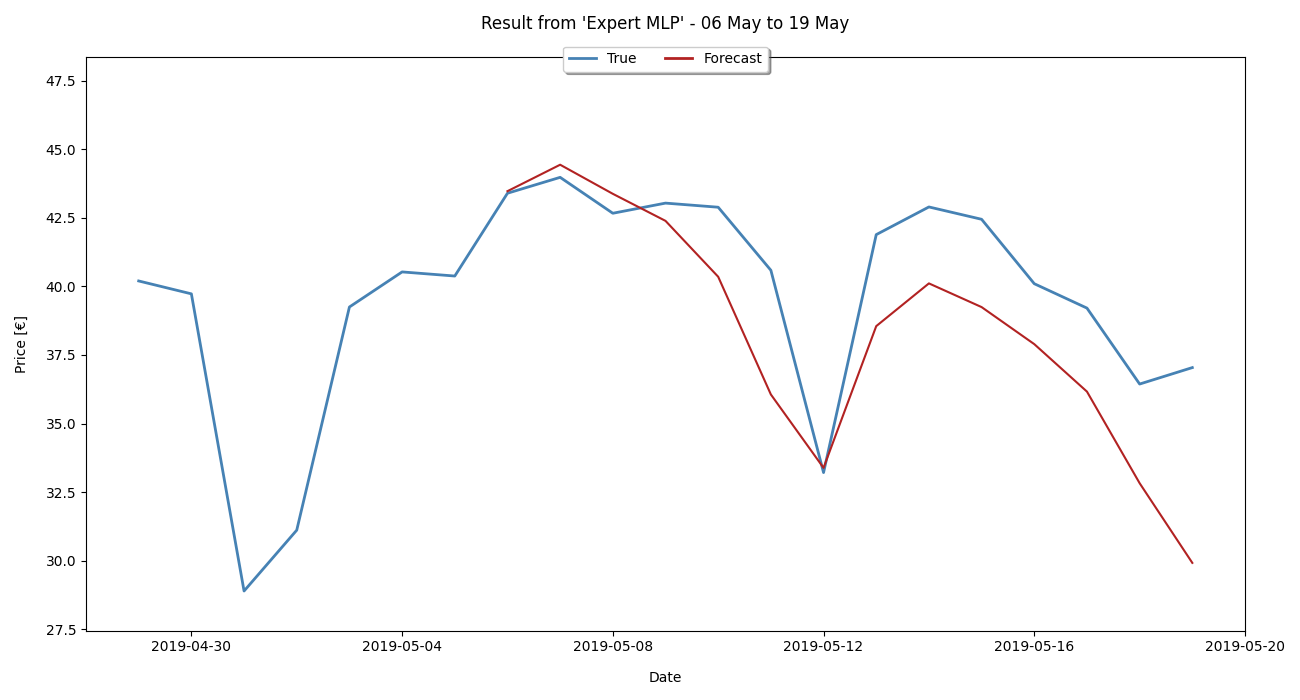 Result from 'Expert MLP' - 06 May to 19 May
True Forecast
47.5
45.0
42.5
40.0
37.5
35.0
32.5
30.0
27.5
Price [€]
2019-04-30 2019-05-04 2019-05-08 2019-05-12 2019-05-16 2019-05-20
Date